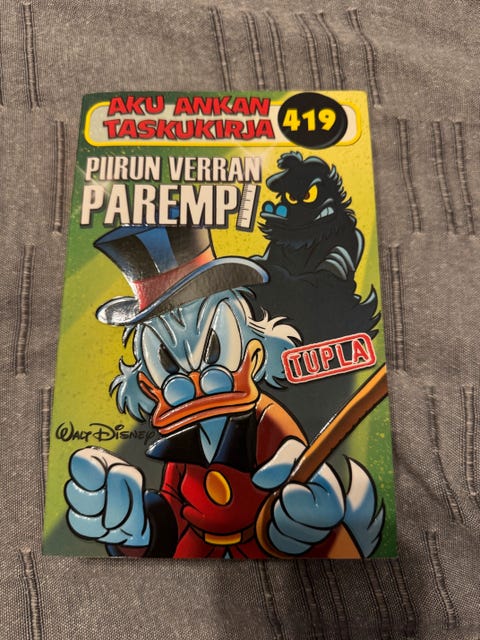 AKU ANKAN
TASKUKIRJA
419
PIIRUN VERRAN
PAREMPI
TUPLA
WALT DISNEY